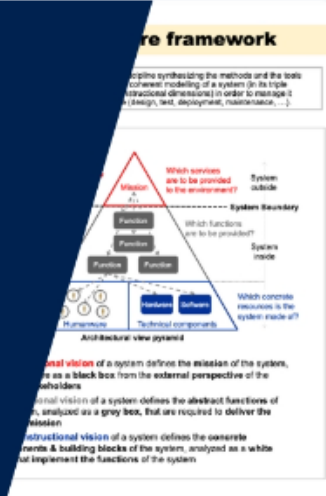 re framework
cipline synthesizing the methods and the tools
coherent modelling of a system (in its triple
structional dimensions) in order to manage it
(design, test, deployment, maintenance, ...).
Which services
are to be provided
to the environment?
Mission
System
outside
System Boundary
Function
Which functions
are to be provided?
Function
System
inside
Function
Function
Hardware
Software
Which concrete
resources is the
system made of?
Humanware
Technical components
Architectural view pyramid
onal vision of a system defines the mission of the system,
re as a black box from the external perspective of the
keholders
ional vision of a system defines the abstract functions of
m, analyzed as a grey box, that are required to deliver the
mission
nstructional vision of a system defines the concrete
nents & building blocks of the system, analyzed as a white
hat implement the functions of the system